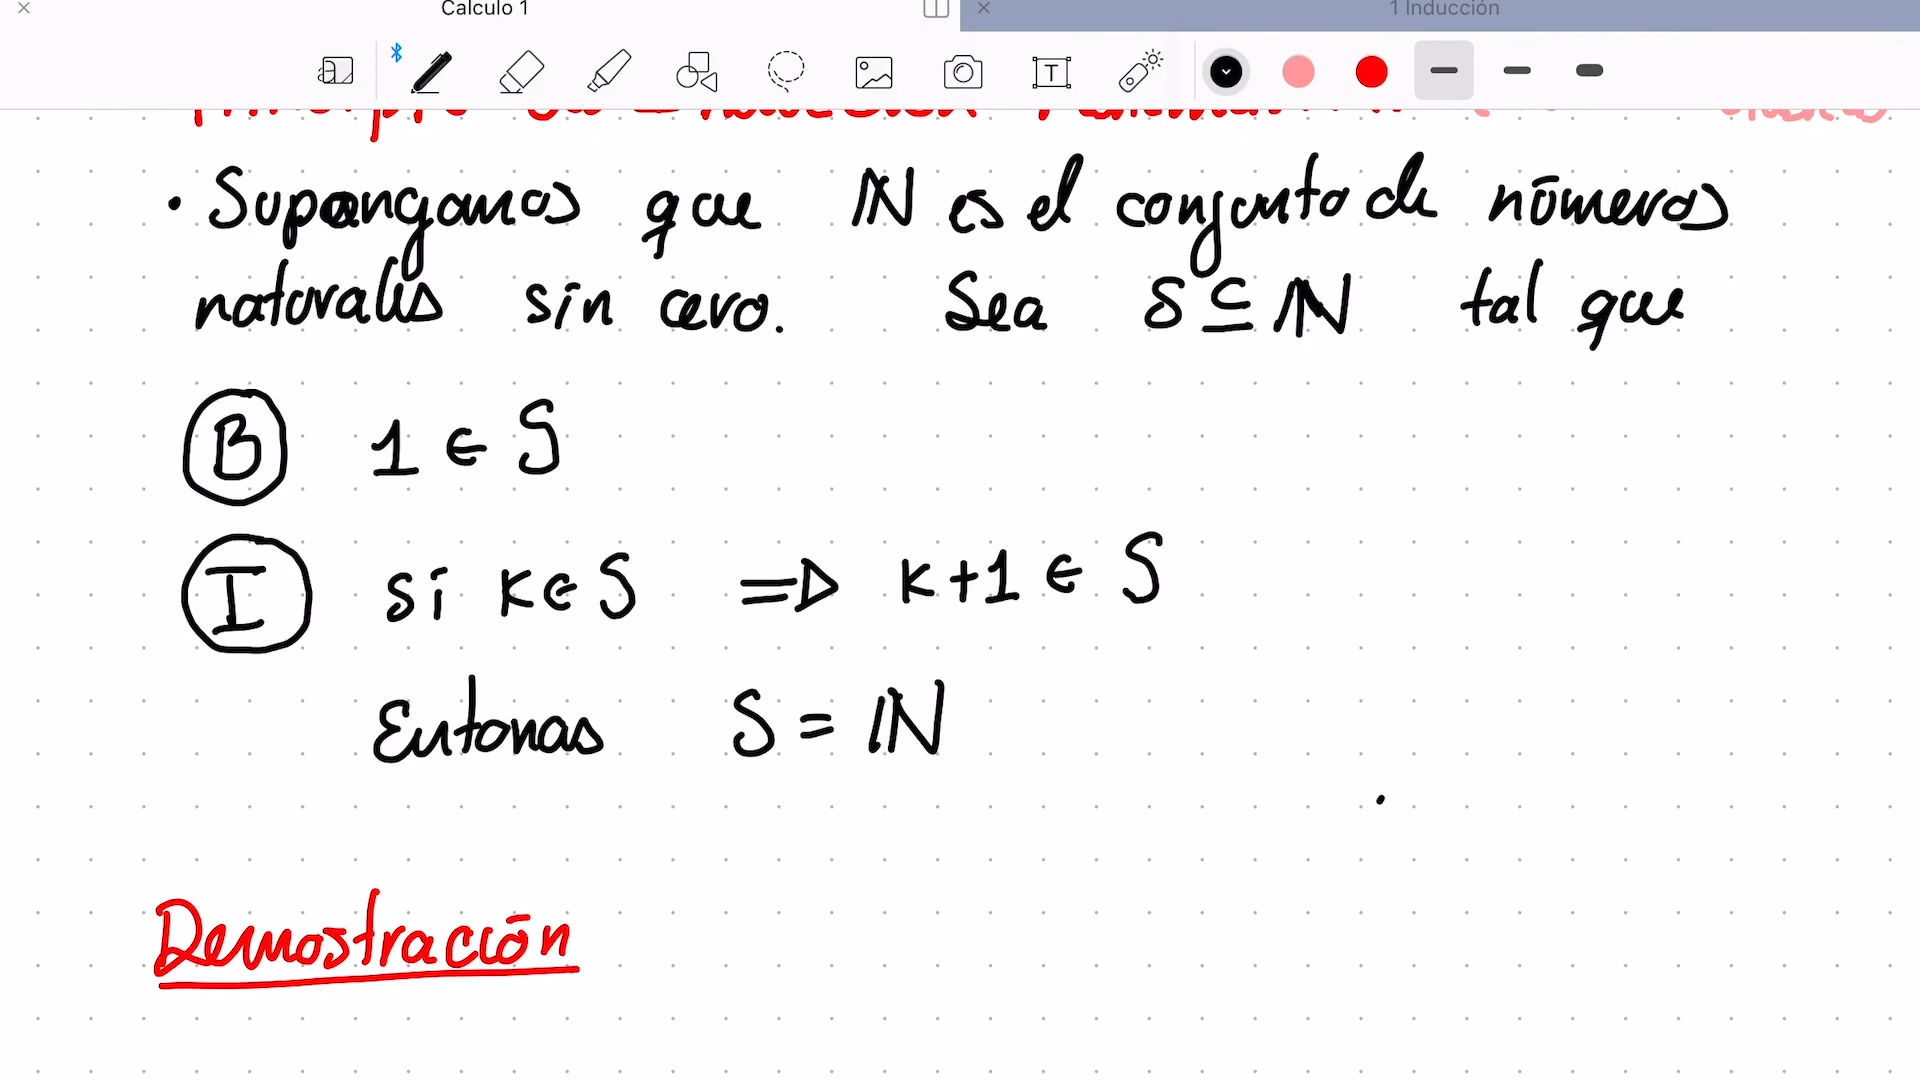 Calculo 1
1 Inducción
· Supongamos que ℕ es el conjunto de números
naturales sin cero. Sea S ⊆ ℕ tal que
B 1 ∈ S
I Si K ∈ S ⇒ K+1 ∈ S
Entonces S = ℕ
Demostración